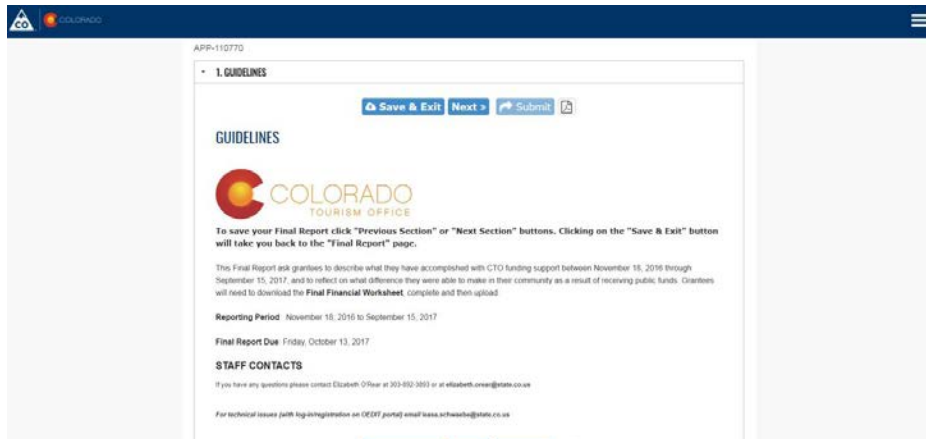 CO COLORADO
APP-110770
1. GUIDELINES
Save & Exit Next » Submit
GUIDELINES
COLORADO
TOURISM OFFICE
To save your Final Report click "Previous Section" or "Next Section" buttons. Clicking on the "Save & Exit" button
will take you back to the "Final Report" page.
This Final Report ask grantees to describe what they have accomplished with CTO funding support between November 18, 2016 through
September 15, 2017, and to reflect on what difference they were able to make in their community as a result of receiving public funds. Grantees
will need to download the Final Financial Worksheet, complete and then upload
Reporting Period November 18, 2016 to September 15, 2017
Final Report Due Friday, October 13, 2017
STAFF CONTACTS
If you have any questions please contact Elizabeth O'Rear at 303-892-3893 or at elizabeth.orear@state.co.us
For technical issues (with log-in/registration on OEDIT portal) email